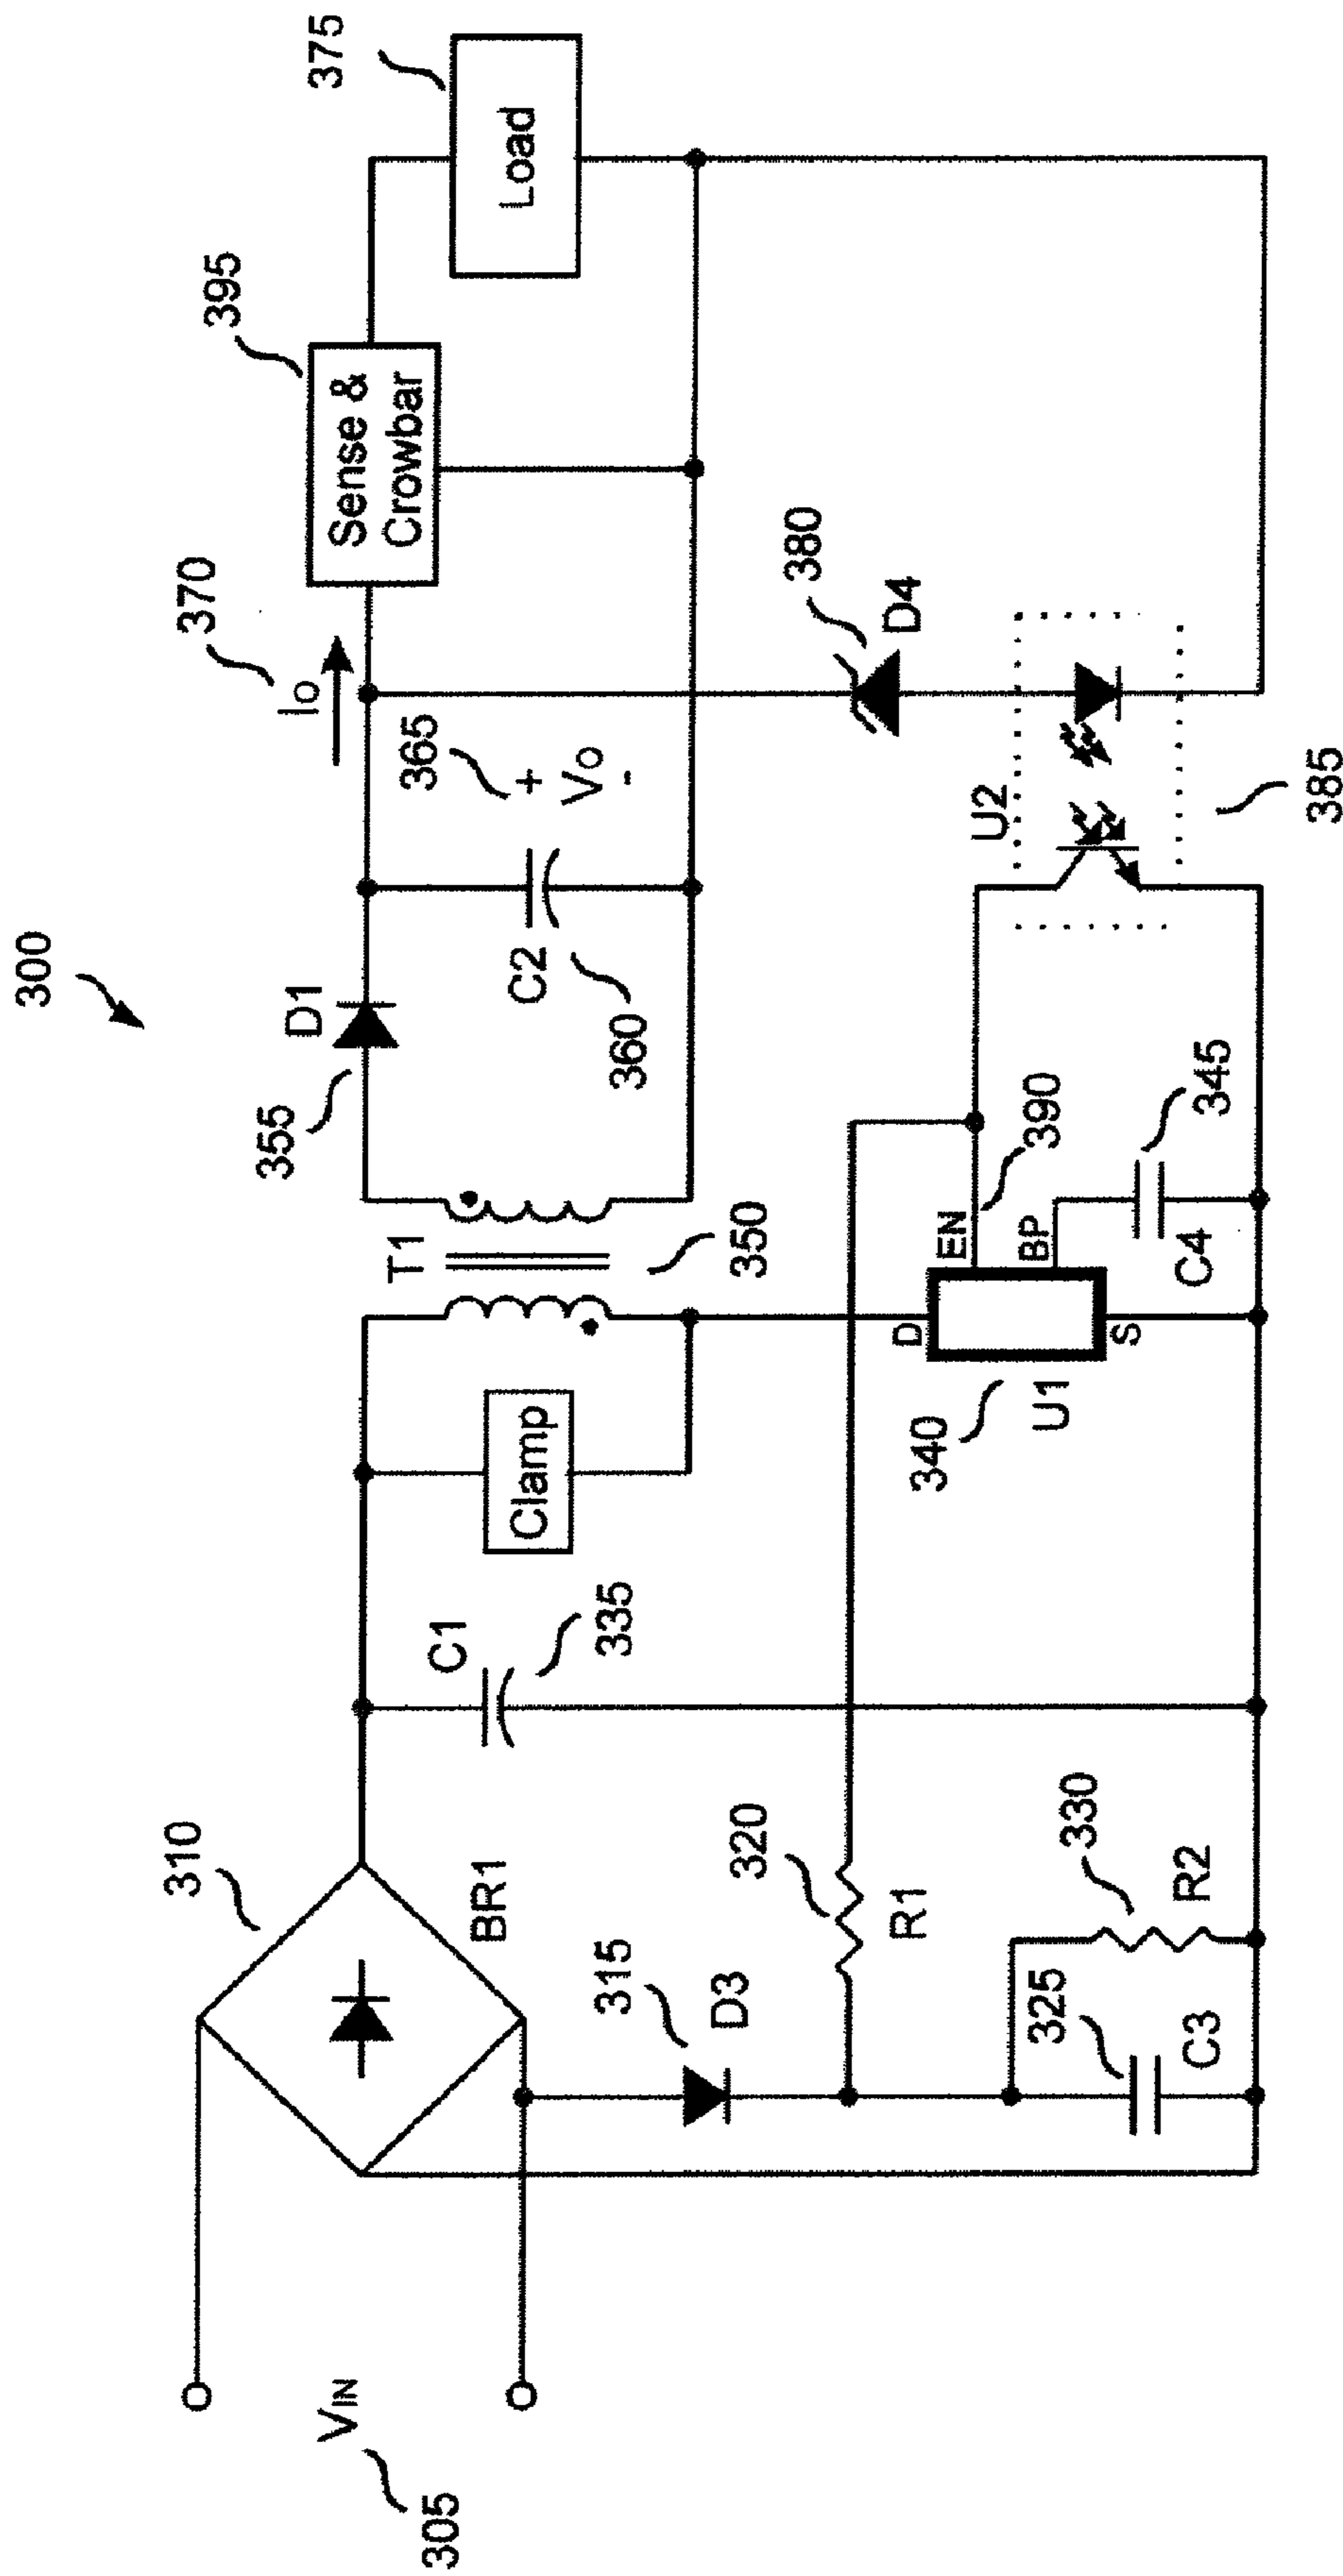 300
305
VIN
310
BR1
315
D3
320
R1
325
C3
330
R2
C1
335
Clamp
T1
350
340
U1
D
S
EN
BP
390
C4
345
355
D1
C2
360
365
+
Vo
-
370
Io
Sense &
Crowbar
395
Load
375
380
D4
U2
385